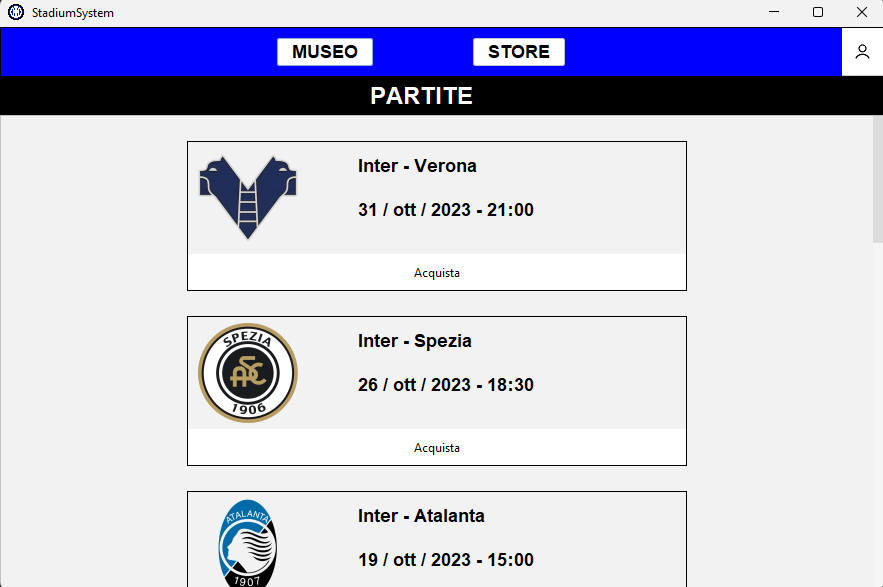 StadiumSystem
MUSEO STORE
PARTITE
Inter - Verona
31 / ott / 2023 - 21:00
Acquista
SPEZIA
ASC
1906
Inter - Spezia
26 / ott / 2023 - 18:30
Acquista
ATALANTA
1907
Inter - Atalanta
19 / ott / 2023 - 15:00